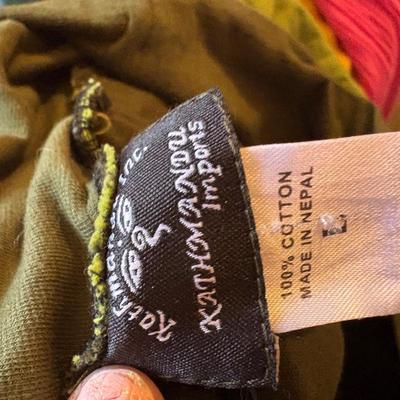 KATHMANDU
Imports
Inc.
100% COTTON
MADE IN NEPAL
L